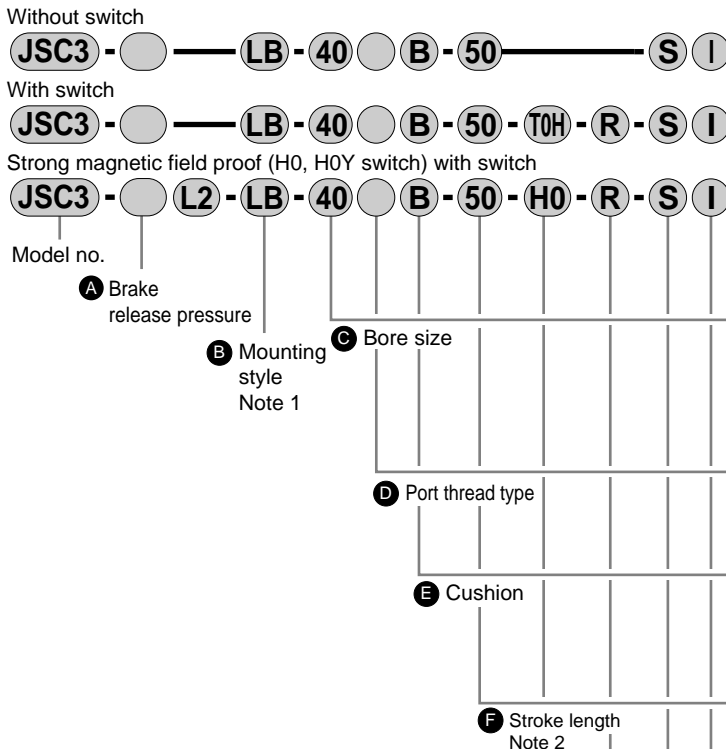 Without switch
JSC3 - LB - 40 B - 50 S I
With switch
JSC3 - LB - 40 B - 50 - T0H - R - S I
Strong magnetic field proof (H0, H0Y switch) with switch
JSC3 - L2 - LB - 40 B - 50 - H0 - R - S I
Model no.
A Brake
release pressure
C Bore size
B Mounting
style
Note 1
D Port thread type
E Cushion
F Stroke length
Note 2